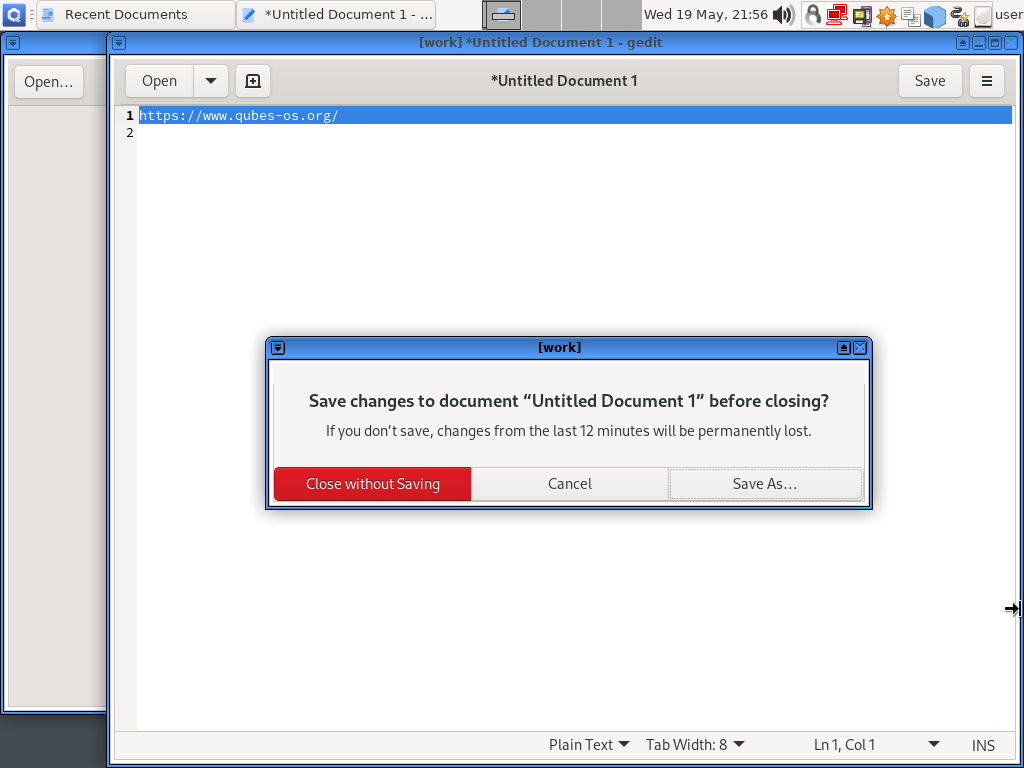 Recent Documents
*Untitled Document 1 - ...
Wed 19 May, 21:56
user
[work] *Untitled Document 1 - gedit
Open...
Open
*Untitled Document 1
Save
1 https://www.qubes-os.org/
2
[work]
Save changes to document “Untitled Document 1” before closing?
If you don’t save, changes from the last 12 minutes will be permanently lost.
Close without Saving
Cancel
Save As...
Plain Text
Tab Width: 8
Ln 1, Col 1
INS